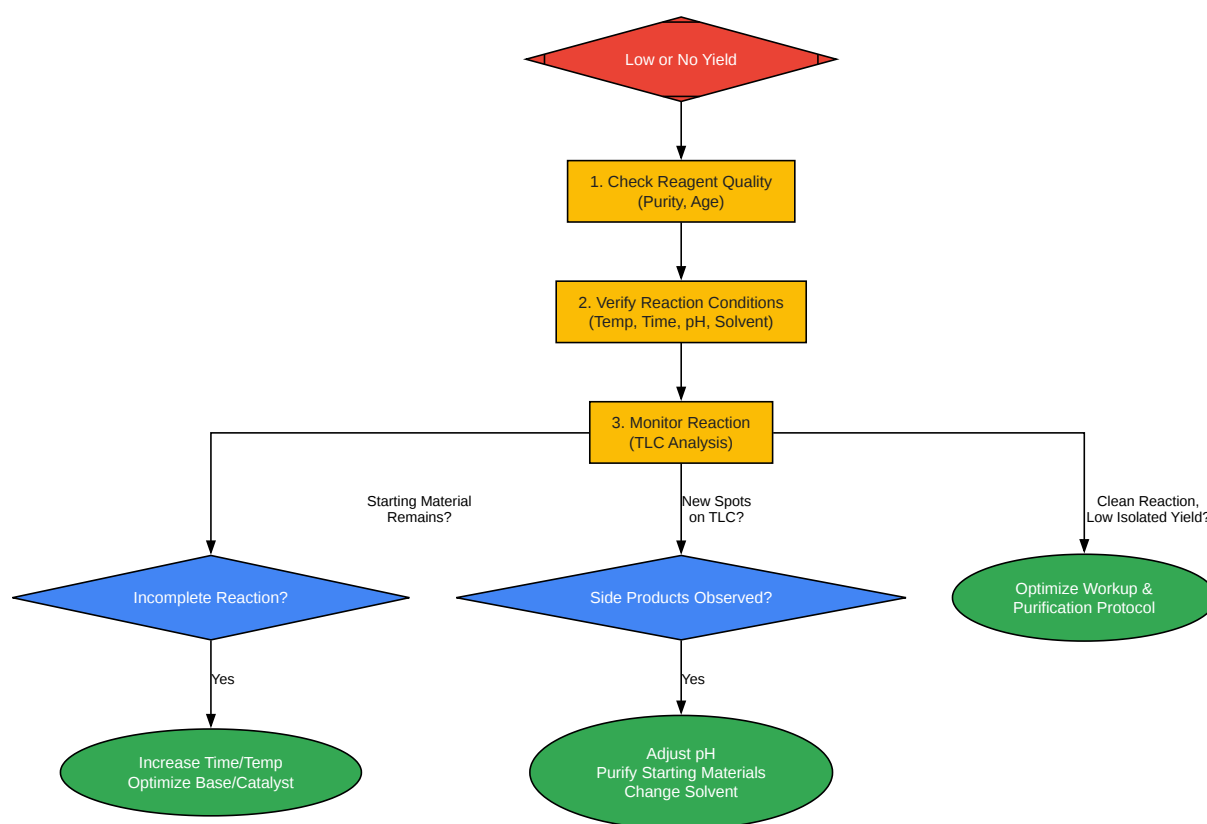 Low or No Yield
1. Check Reagent Quality
(Purity, Age)
2. Verify Reaction Conditions
(Temp, Time, pH, Solvent)
3. Monitor Reaction
(TLC Analysis)
Starting Material
Remains?
New Spots
on TLC?
Clean Reaction,
Low Isolated Yield?
Incomplete Reaction?
Side Products Observed?
Optimize Workup &
Purification Protocol
Yes
Yes
Increase Time/Temp
Optimize Base/Catalyst
Adjust pH
Purify Starting Materials
Change Solvent